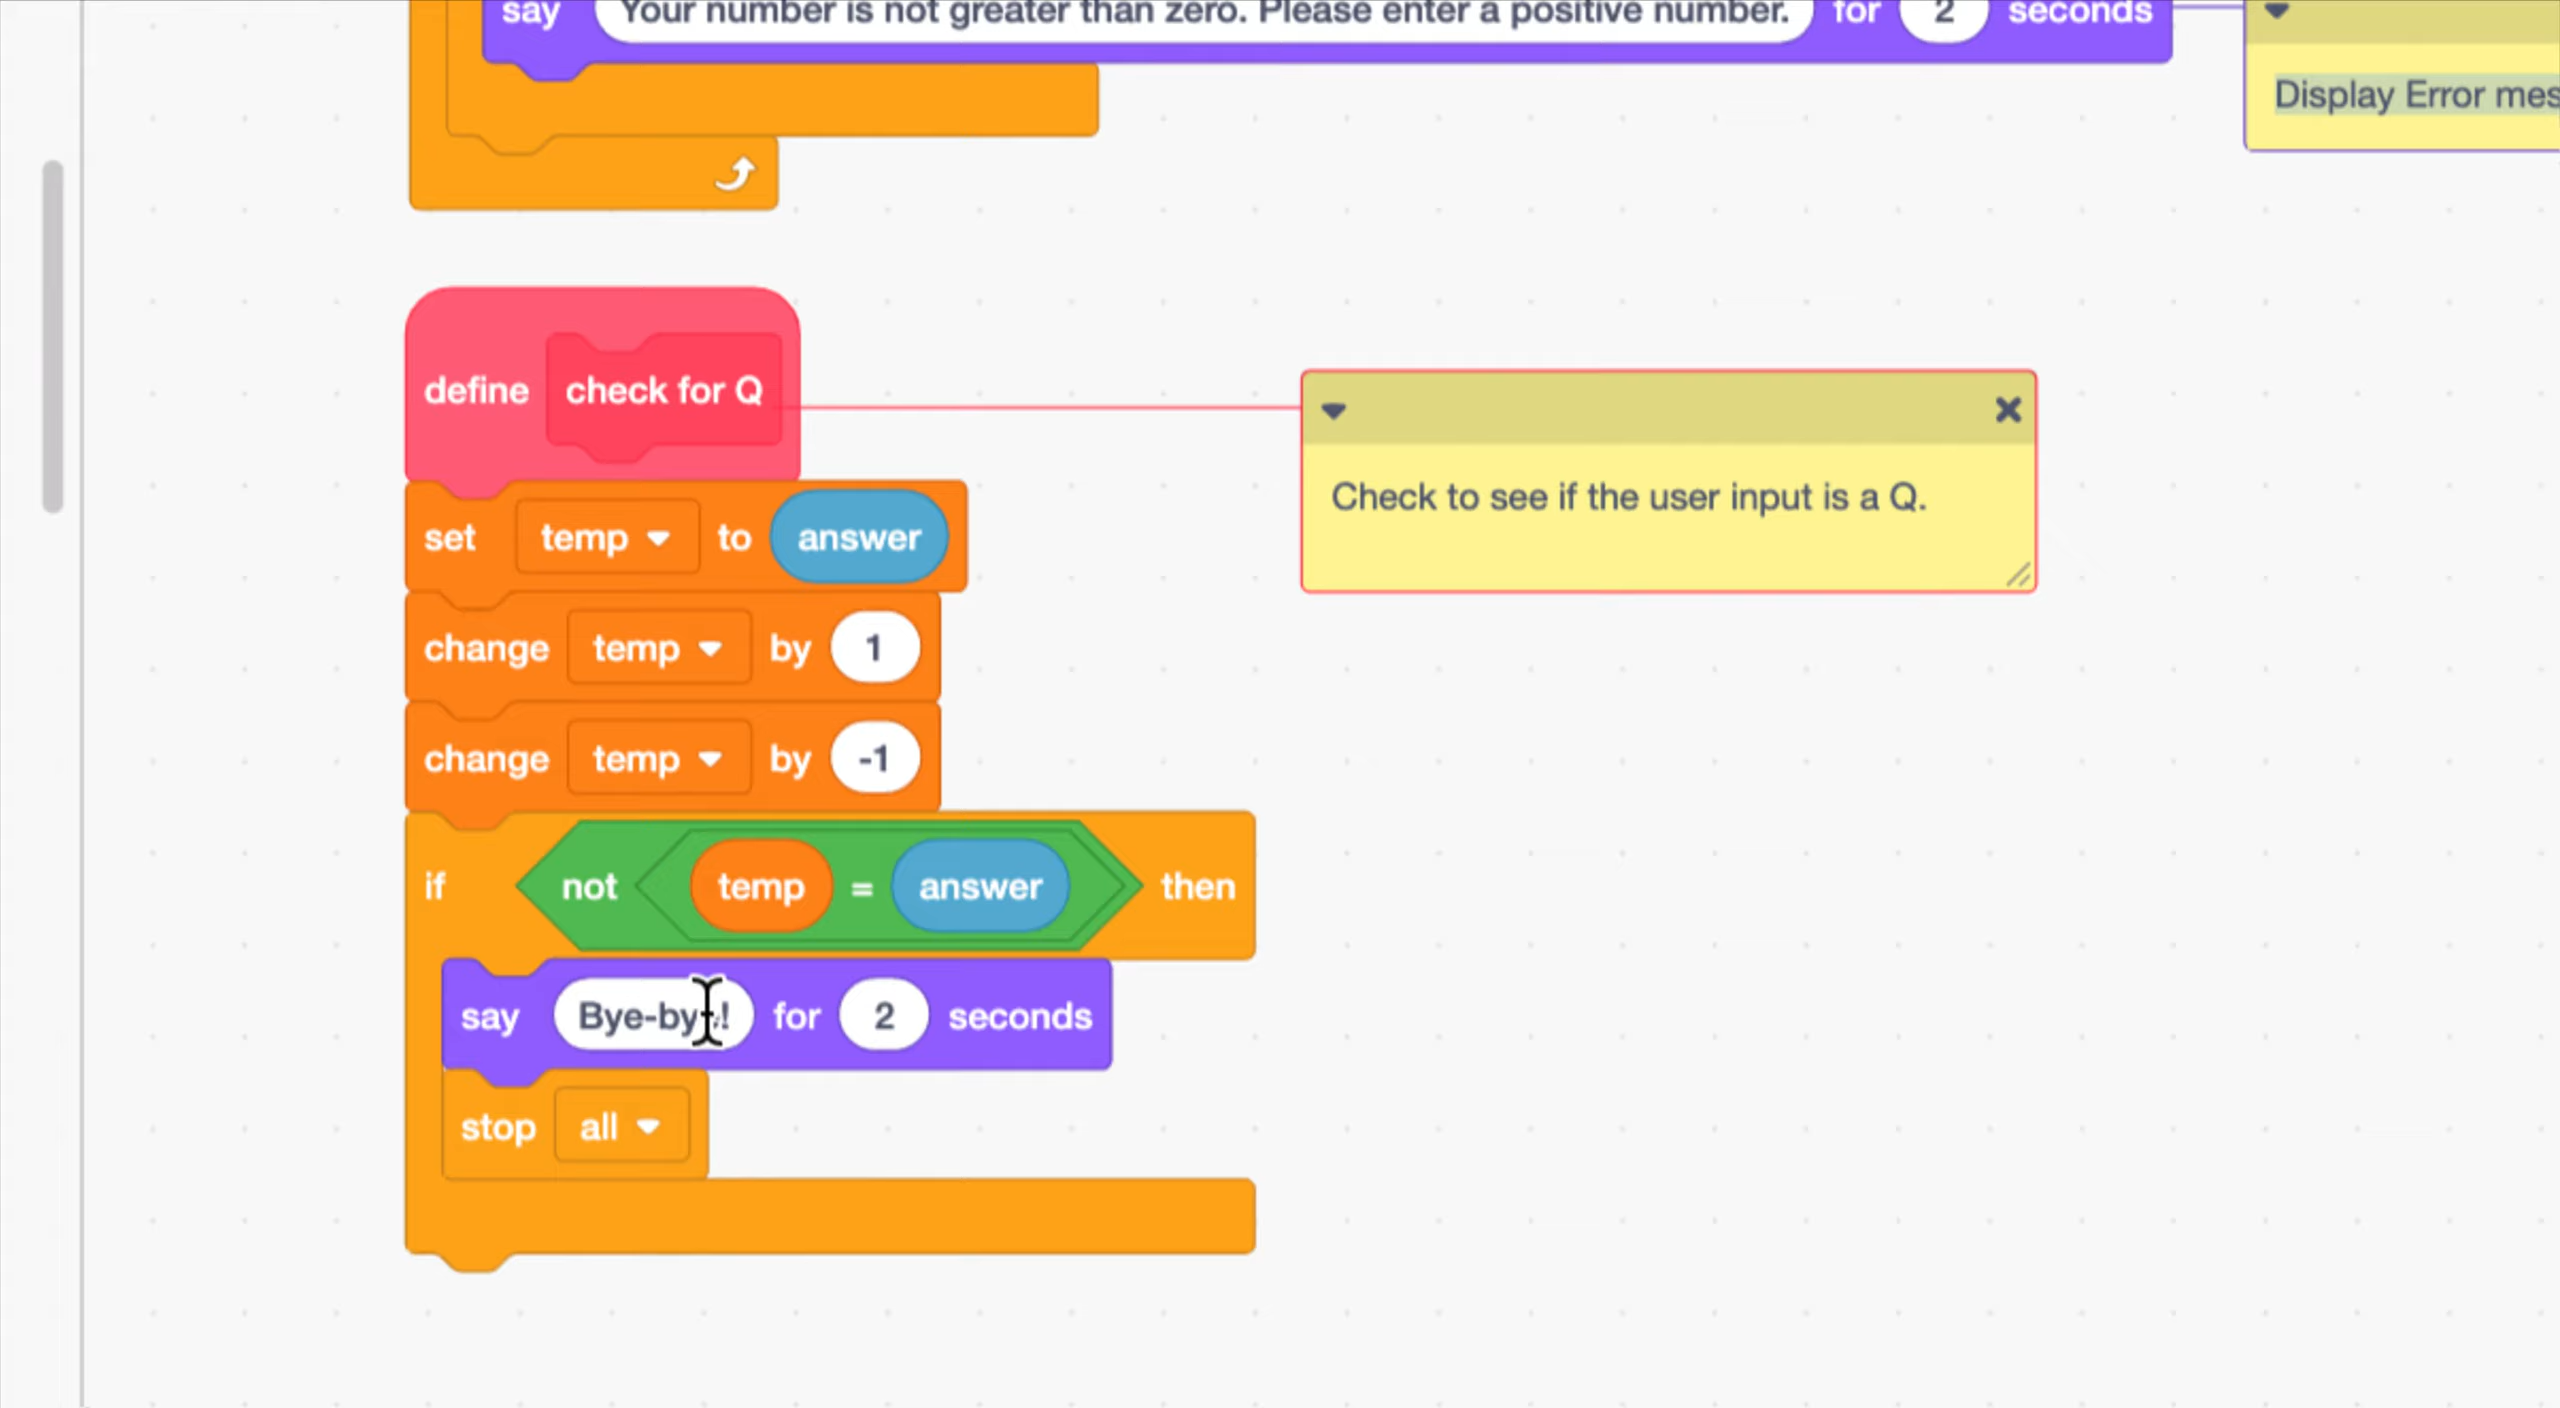 say Your number is not greater than zero. Please enter a positive number. for 2 seconds
Display Error
define check for Q
Check to see if the user input is a Q.
set temp to answer
change temp by 1
change temp by -1
if not temp = answer then
say Bye-bye! for 2 seconds
stop all